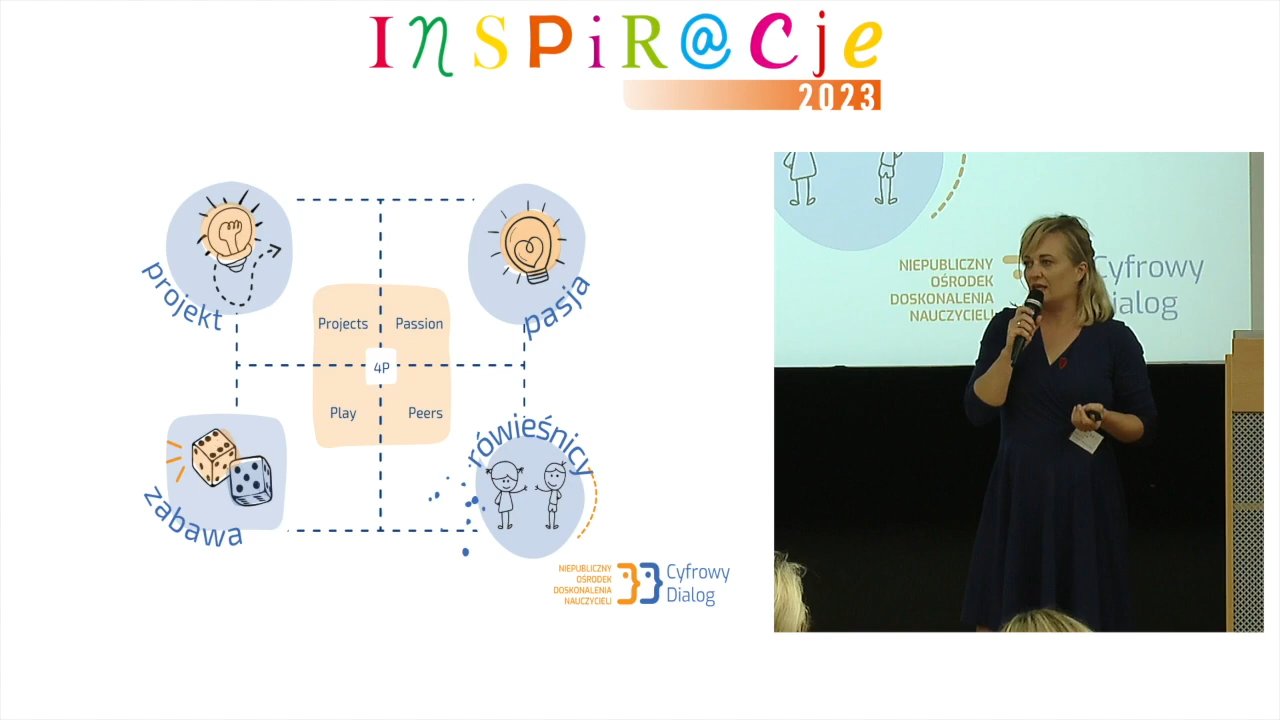 INSPiR@Cje
2023
projekt
pasja
Projects
Passion
4P
Play
Peers
zabawa
rówieśnicy
NIEPUBLICZNY
OŚRODEK
DOSKONALENIA
NAUCZYCIELI
Cyfrowy
Dialog
NIEPUBLICZNY
OŚRODEK
DOSKONALENIA
NAUCZYCIELI
Cyfrowy